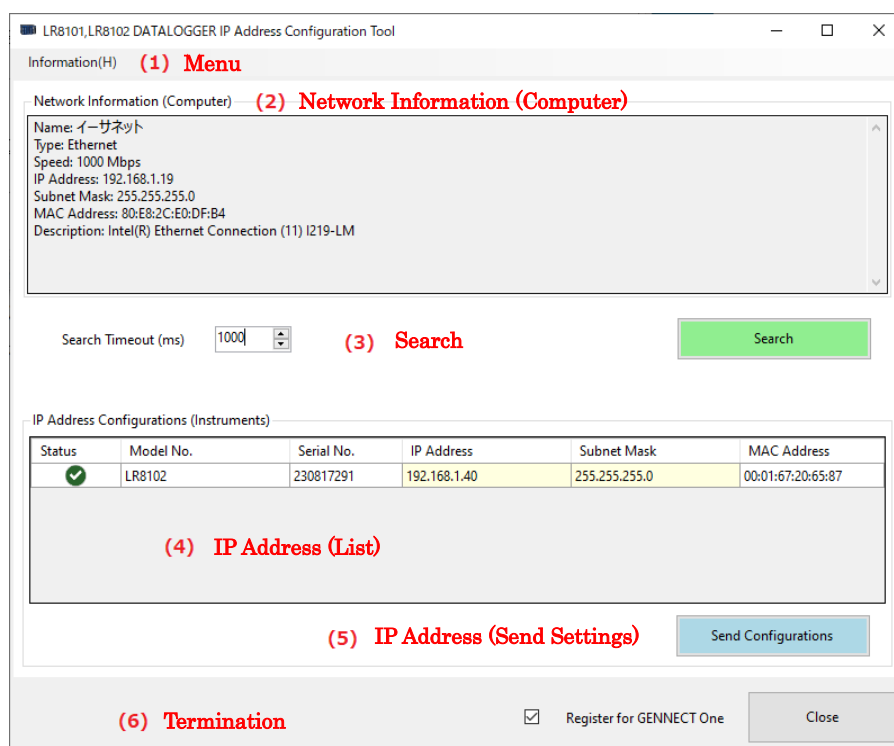 LR8101,LR8102 DATALOGGER IP Address Configuration Tool
Information(H) (1) Menu
Network Information (Computer) (2) Network Information (Computer)
Name: イーサネット
Type: Ethernet
Speed: 1000 Mbps
IP Address: 192.168.1.19
Subnet Mask: 255.255.255.0
MAC Address: 80:E8:2C:E0:DF:B4
Description: Intel(R) Ethernet Connection (11) I219-LM
Search Timeout (ms) 1000 (3) Search Search
IP Address Configurations (Instruments)
Status Model No. Serial No. IP Address Subnet Mask MAC Address
LR8102 230817291 192.168.1.40 255.255.255.0 00:01:67:20:65:87
(4) IP Address (List)
(5) IP Address (Send Settings) Send Configurations
(6) Termination Register for GENNECT One Close